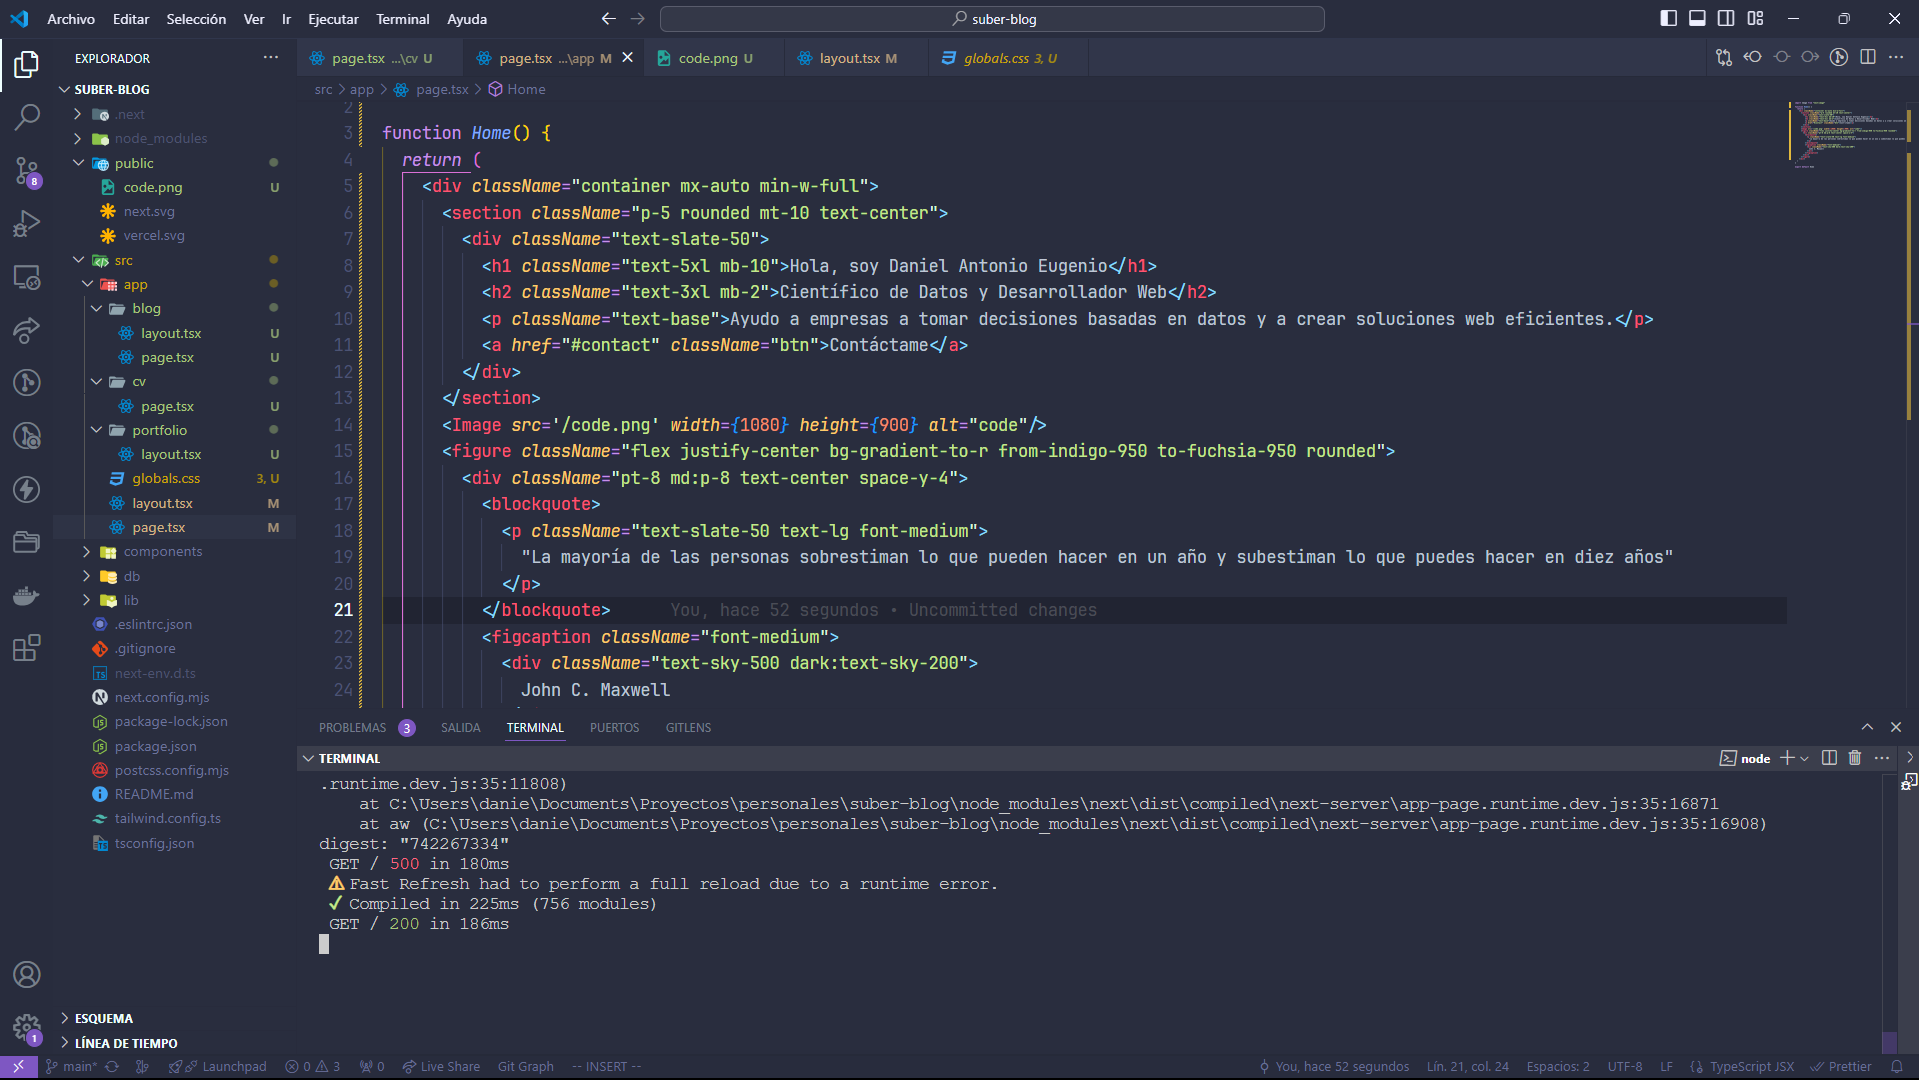 Archivo Editar Selección Ver Ir Ejecutar Terminal Ayuda
suber-blog
EXPLORADOR
SUBER-BLOG
.next
node_modules
public
code.png U
next.svg
vercel.svg
src
app
blog
layout.tsx U
page.tsx U
cv
page.tsx U
portfolio
layout.tsx U
globals.css 3, U
layout.tsx M
page.tsx M
components
db
lib
.eslintrc.json
.gitignore
next-env.d.ts
next.config.mjs
package-lock.json
package.json
postcss.config.mjs
README.md
tailwind.config.ts
tsconfig.json
ESQUEMA
LÍNEA DE TIEMPO
8
1
page.tsx ...\cv U
page.tsx ...\app M
code.png U
layout.tsx M
globals.css 3, U
src > app > page.tsx > Home
2
3 function Home() {
4 return (
5 <div className="container mx-auto min-w-full">
6 <section className="p-5 rounded mt-10 text-center">
7 <div className="text-slate-50">
8 <h1 className="text-5xl mb-10">Hola, soy Daniel Antonio Eugenio</h1>
9 <h2 className="text-3xl mb-2">Científico de Datos y Desarrollador Web</h2>
10 <p className="text-base">Ayudo a empresas a tomar decisiones basadas en datos y a crear soluciones web eficientes.</p>
11 <a href="#contact" className="btn">Contáctame</a>
12 </div>
13 </section>
14 <Image src='/code.png' width={1080} height={900} alt="code"/>
15 <figure className="flex justify-center bg-gradient-to-r from-indigo-950 to-fuchsia-950 rounded">
16 <div className="pt-8 md:p-8 text-center space-y-4">
17 <blockquote>
18 <p className="text-slate-50 text-lg font-medium">
19 "La mayoría de las personas sobrestiman lo que pueden hacer en un año y subestiman lo que puedes hacer en diez años"
20 </p>
21 </blockquote> You, hace 52 segundos • Uncommitted changes
22 <figcaption className="font-medium">
23 <div className="text-sky-500 dark:text-sky-200">
24 John C. Maxwell
PROBLEMAS 3 SALIDA TERMINAL PUERTOS GITLENS
TERMINAL
node
.runtime.dev.js:35:11808)
at C:\Users\danie\Documents\Proyectos\personales\suber-blog\node_modules\next\dist\compiled\next-server\app-page.runtime.dev.js:35:16871
at aw (C:\Users\danie\Documents\Proyectos\personales\suber-blog\node_modules\next\dist\compiled\next-server\app-page.runtime.dev.js:35:16908)
digest: "742267334"
GET / 500 in 180ms
⚠ Fast Refresh had to perform a full reload due to a runtime error.
✓ Compiled in 225ms (756 modules)
GET / 200 in 186ms
main* Launchpad 0 3 0 Live Share Git Graph -- INSERT -- You, hace 52 segundos Lín. 21, col. 24 Espacios: 2 UTF-8 LF {} TypeScript JSX Prettier